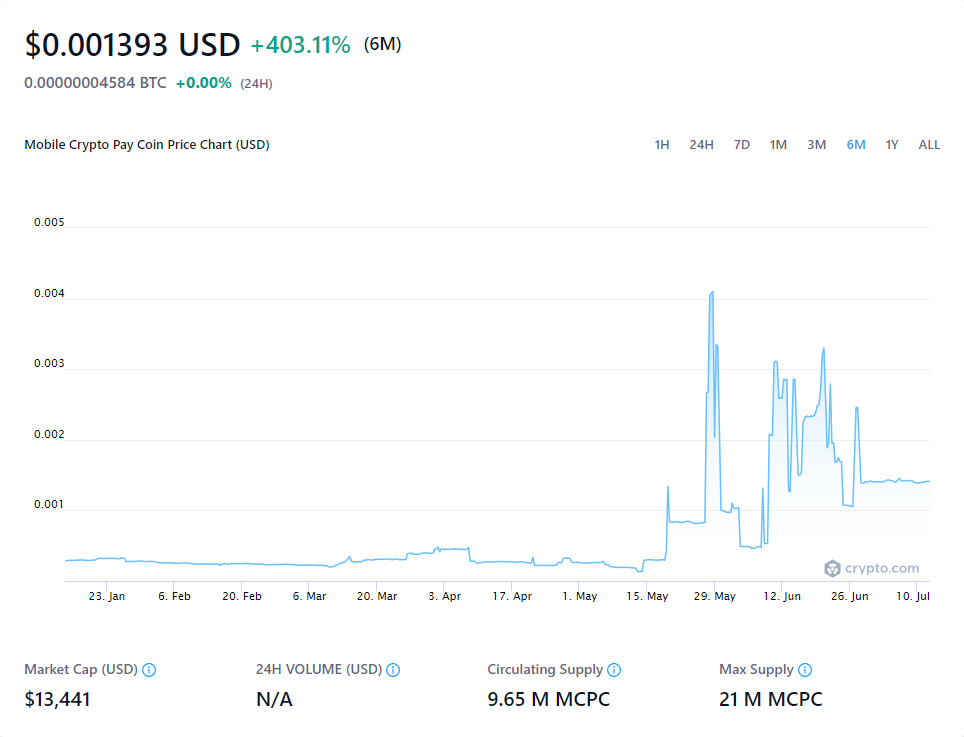 $0.001393 USD +403.11% (6M)
0.00000004584 BTC +0.00% (24H)
Mobile Crypto Pay Coin Price Chart (USD) 1H 24H 7D 1M 3M 6M 1Y ALL
0.005
0.004
0.003
0.002
0.001
crypto.com
23. Jan 6. Feb 20. Feb 6. Mar 20. Mar 3. Apr 17. Apr 1. May 15. May 29. May 12. Jun 26. Jun 10. Jul
Market Cap (USD) 24H VOLUME (USD) Circulating Supply Max Supply
$13,441 N/A 9.65 M MCPC 21 M MCPC